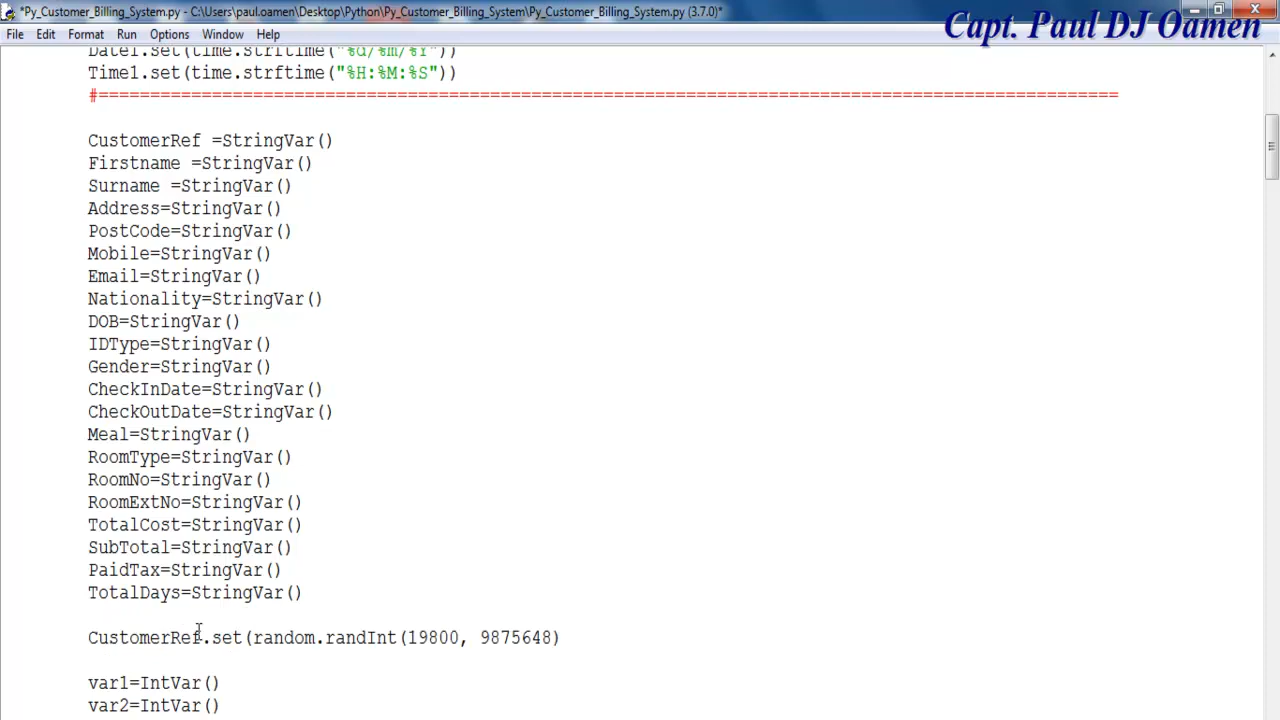 *Py_Customer_Billing_System.py - C:\Users\paul.oamen\Desktop\Python\Py_Customer_Billing_System\Py_Customer_Billing_System.py (3.7.0)*
Capt. Paul DJ Oamen
File Edit Format Run Options Window Help
Date1.set(time.strftime("%d/%m/%Y"))
Time1.set(time.strftime("%H:%M:%S"))
#===================================================================================================
CustomerRef =StringVar()
Firstname =StringVar()
Surname =StringVar()
Address=StringVar()
PostCode=StringVar()
Mobile=StringVar()
Email=StringVar()
Nationality=StringVar()
DOB=StringVar()
IDType=StringVar()
Gender=StringVar()
CheckInDate=StringVar()
CheckOutDate=StringVar()
Meal=StringVar()
RoomType=StringVar()
RoomNo=StringVar()
RoomExtNo=StringVar()
TotalCost=StringVar()
SubTotal=StringVar()
PaidTax=StringVar()
TotalDays=StringVar()
CustomerRef.set(random.randInt(19800, 9875648)
var1=IntVar()
var2=IntVar()